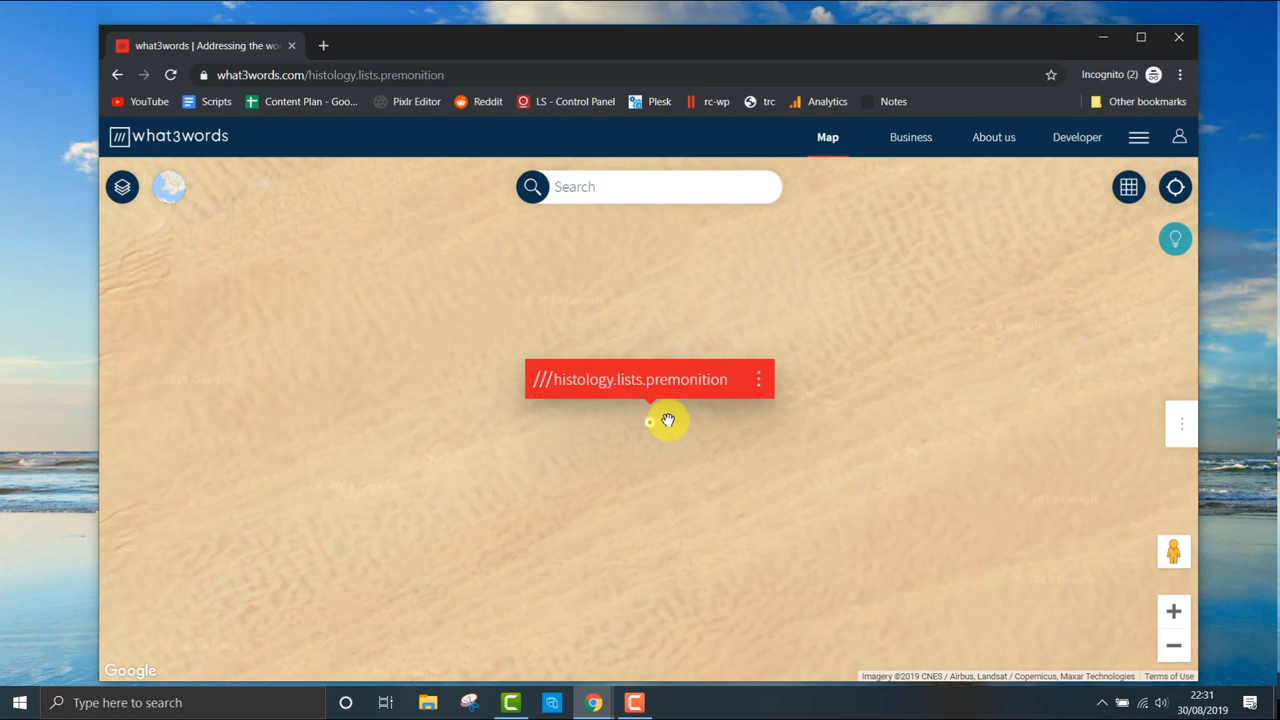 what3words | Addressing the wo
what3words.com/histology.lists.premonition
Incognito (2)
YouTube
Scripts
Content Plan - Goo...
Pixlr Editor
Reddit
LS - Control Panel
Plesk
rc-wp
trc
Analytics
Notes
Other bookmarks
what3words
Map
Business
About us
Developer
Search
© 2019 Google
///histology.lists.premonition
Google
Imagery ©2019 CNES / Airbus, Landsat / Copernicus, Maxar Technologies
Terms of Use
Type here to search
22:31
30/08/2019